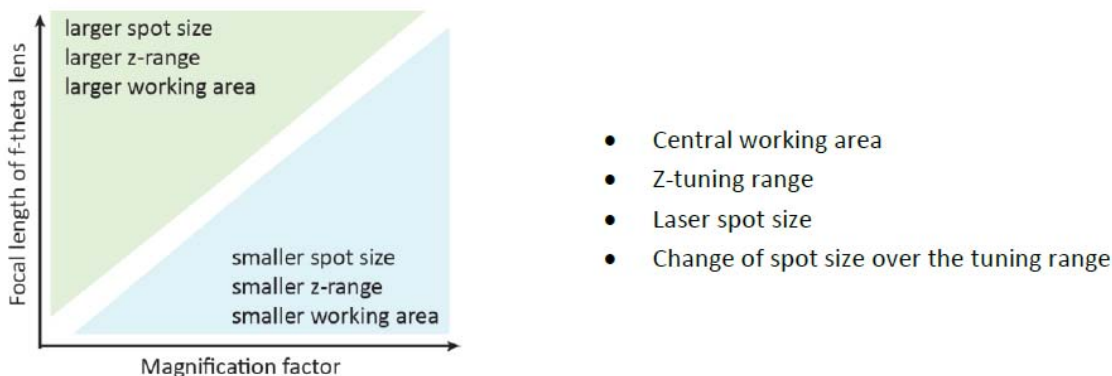 larger spot size
larger z-range
larger working area
Focal length of f-theta lens
smaller spot size
smaller z-range
smaller working area
Magnification factor
• Central working area
• Z-tuning range
• Laser spot size
• Change of spot size over the tuning range